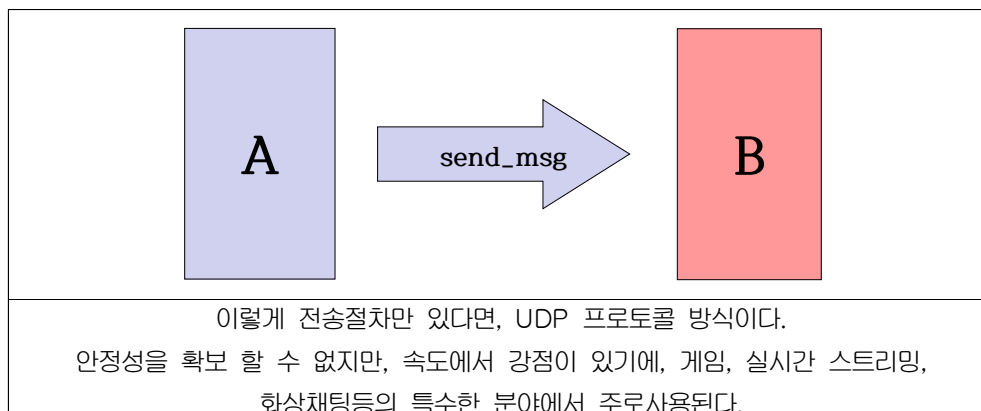 A
send_msg
B
이렇게 전송절차만 있다면, UDP 프로토콜 방식이다.
안정성을 확보 할 수 없지만, 속도에서 강점이 있기에, 게임, 실시간 스트리밍,
화상채팅등의 특수한 분야에서 주로사용된다.